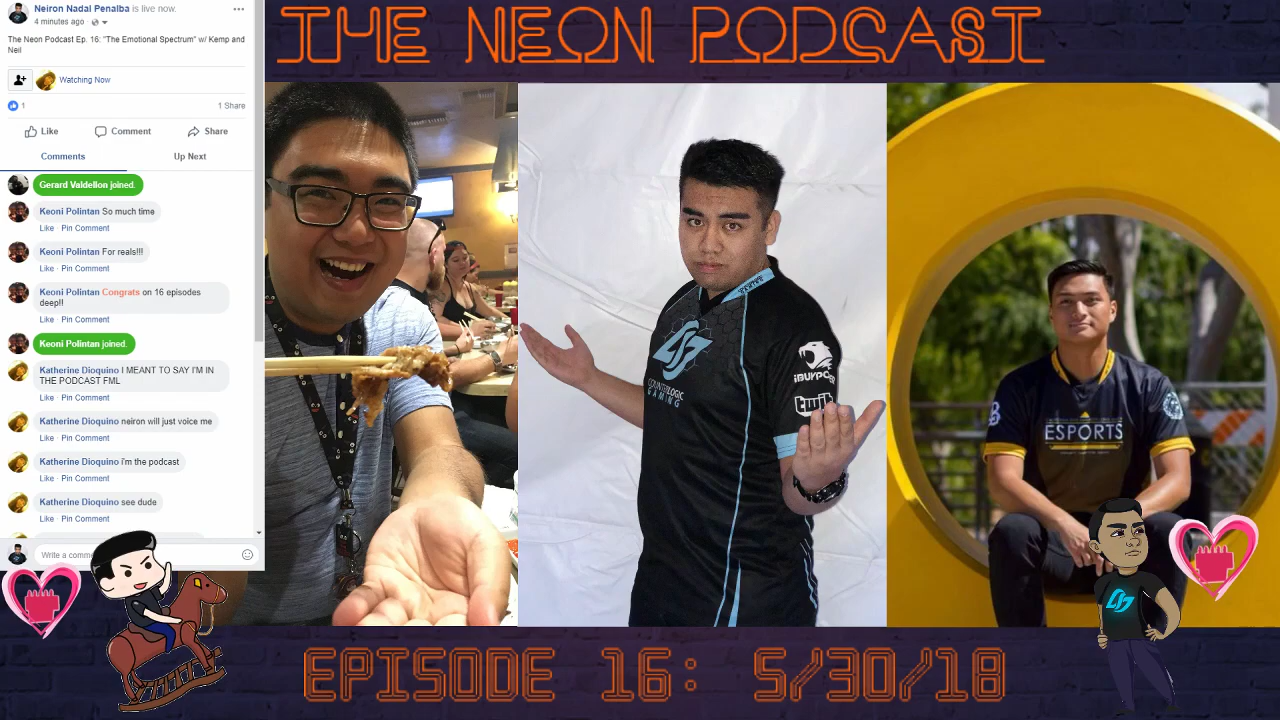 Neiron Nadal Penalba is live now.
4 minutes ago
The Neon Podcast Ep. 16: "The Emotional Spectrum" w/ Kemp and
Neil
Watching Now
1
1 Share
Like
Comment
Share
Comments
Up Next
Gerard Valdelion joined.
Keoni Polintan So much time
Like · Pin Comment
Keoni Polintan For reals!!!
Like · Pin Comment
Keoni Polintan Congrats on 16 episodes
deep!!
Like · Pin Comment
Keoni Polintan joined.
Katherine Dioquino I MEANT TO SAY I'M IN
THE PODCAST FML
Like · Pin Comment
Katherine Dioquino neiron will just voice me
Like · Pin Comment
Katherine Dioquino i'm the podcast
Like · Pin Comment
Katherine Dioquino see dude
Like · Pin Comment
Write a comme
THE NEON PODCAST
COUNTERLOGIC
GAMING
iBUYPO
twit
ESPORTS
EPISODE 16: 5/30/18